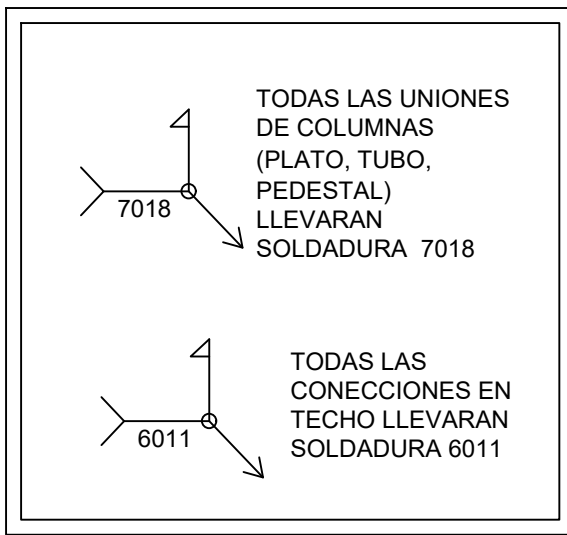 TODAS LAS UNIONES
DE COLUMNAS
(PLATO, TUBO,
PEDESTAL)
LLEVARAN
SOLDADURA 7018
7018
TODAS LAS
CONECCIONES EN
TECHO LLEVARAN
SOLDADURA 6011
6011